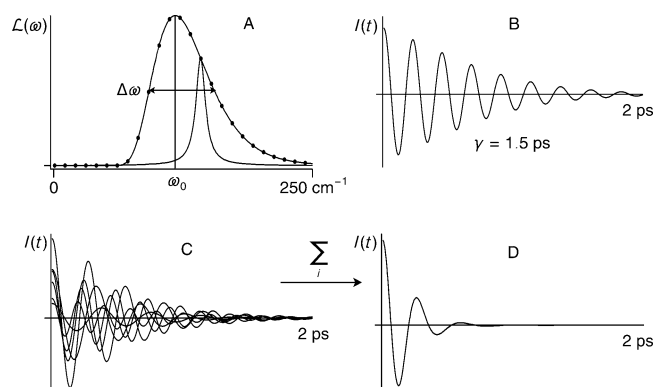 ℒ(ω)
A
Δω
0
ω₀
250 cm⁻¹
I(t)
B
2 ps
γ = 1.5 ps
I(t)
C
2 ps
∑
i
I(t)
D
2 ps